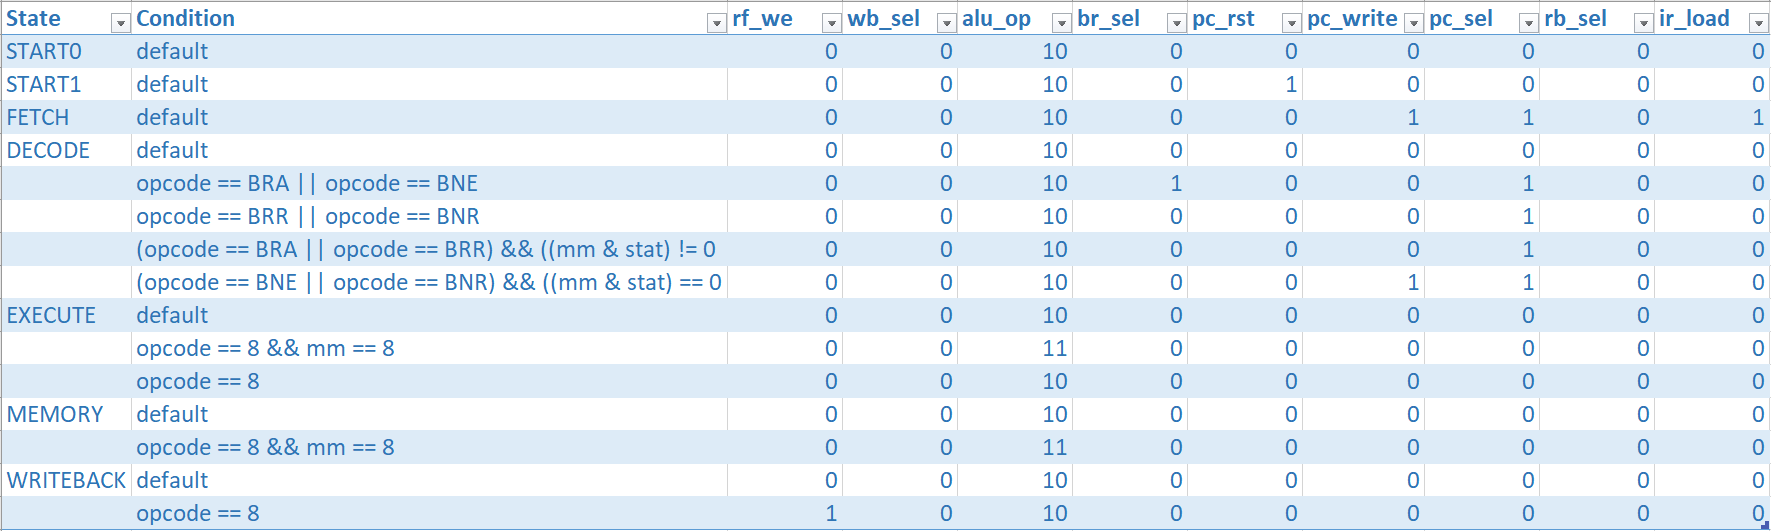 State Condition rf_we wb_sel alu_op br_sel pc_rst pc_write pc_sel rb_sel ir_load
START0 default 0 0 10 0 0 0 0 0 0
START1 default 0 0 10 0 1 0 0 0 0
FETCH default 0 0 10 0 0 1 1 0 1
DECODE default 0 0 10 0 0 0 0 0 0
opcode == BRA || opcode == BNE 0 0 10 1 0 0 1 0 0
opcode == BRR || opcode == BNR 0 0 10 0 0 0 1 0 0
(opcode == BRA || opcode == BRR) && ((mm & stat) != 0 0 0 10 0 0 0 1 0 0
(opcode == BNE || opcode == BNR) && ((mm & stat) == 0 0 0 10 0 0 1 1 0 0
EXECUTE default 0 0 10 0 0 0 0 0 0
opcode == 8 && mm == 8 0 0 11 0 0 0 0 0 0
opcode == 8 0 0 10 0 0 0 0 0 0
MEMORY default 0 0 10 0 0 0 0 0 0
opcode == 8 && mm == 8 0 0 11 0 0 0 0 0 0
WRITEBACK default 0 0 10 0 0 0 0 0 0
opcode == 8 1 0 10 0 0 0 0 0 0